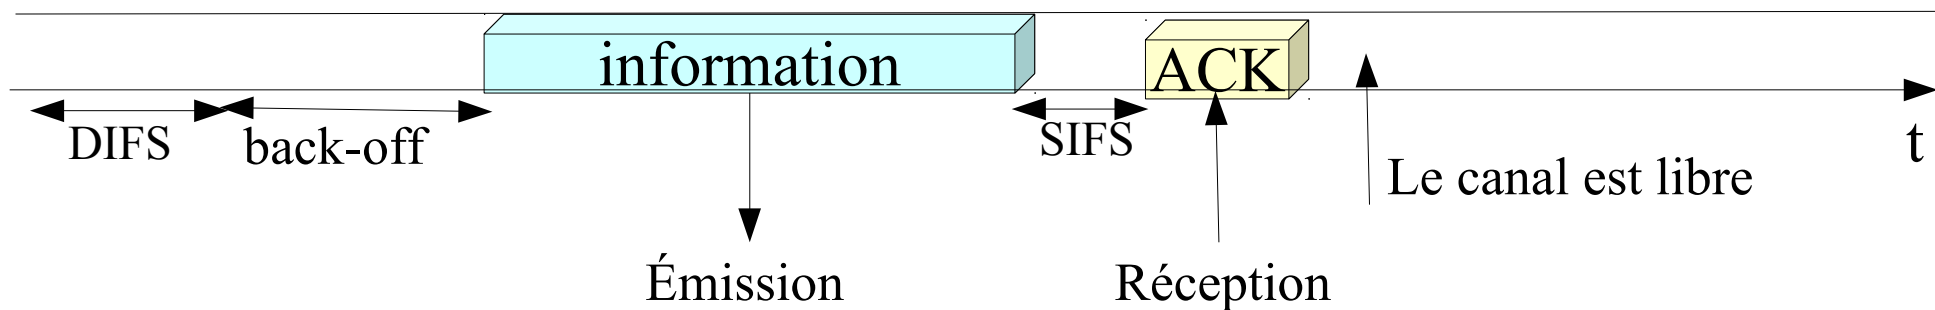 information
ACK
DIFS
back-off
SIFS
t
Le canal est libre
Émission
Réception